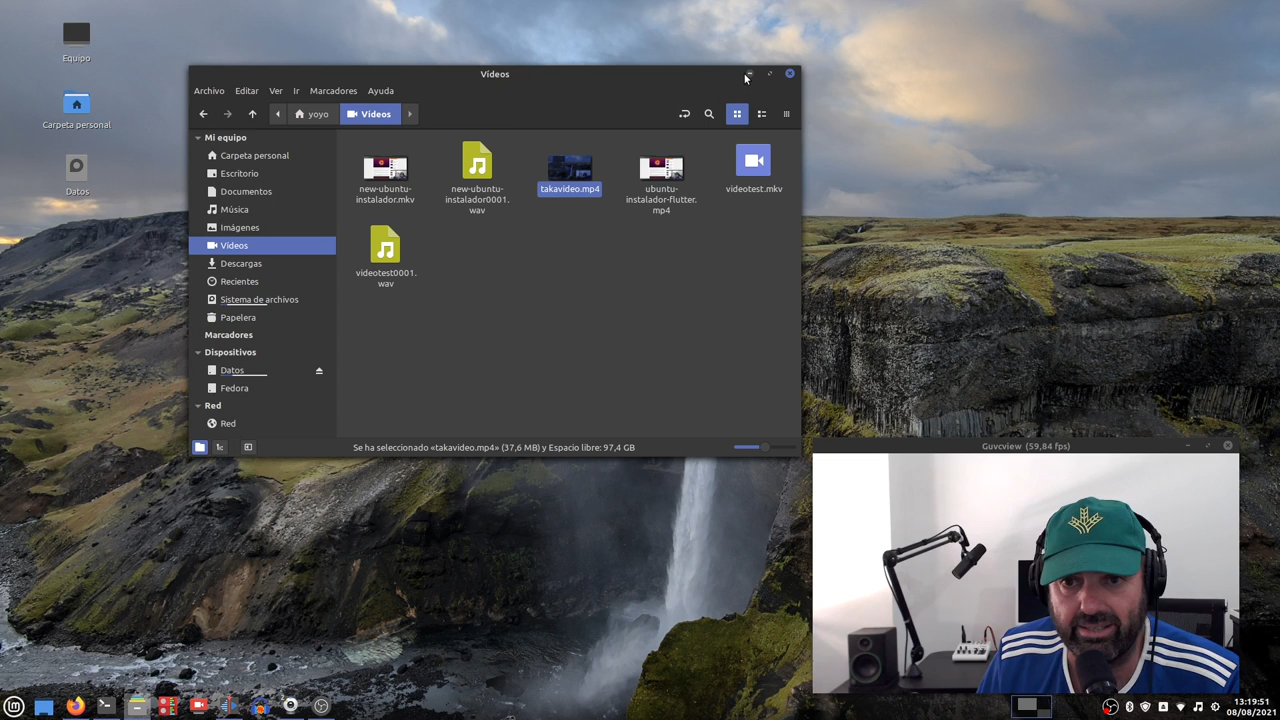 Equipo
Carpeta personal
Datos
Vídeos
Archivo Editar Ver Ir Marcadores Ayuda
yoyo Vídeos
Mi equipo
Carpeta personal
Escritorio
Documentos
Música
Imágenes
Vídeos
Descargas
Recientes
Sistema de archivos
Papelera
Marcadores
Dispositivos
Datos
Fedora
Red
Red
new-ubuntu-
instalador.mkv
new-ubuntu-
instalador0001.
wav
takavideo.mp4
ubuntu-
instalador-flutter.
mp4
videotest.mkv
videotest0001.
wav
Se ha seleccionado «takavideo.mp4» (37,6 MB) y Espacio libre: 97,4 GB
Guvcview (59,84 fps)
13:19:51
08/08/2021